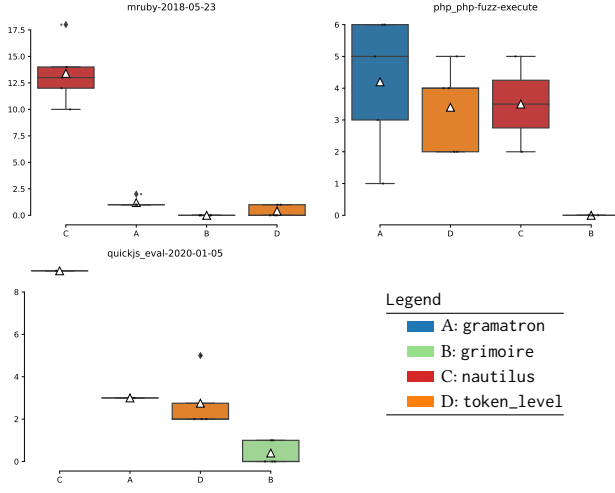 mruby-2018-05-23
17.5
15.0
12.5
10.0
7.5
5.0
2.5
0.0
C A B D
php_php-fuzz-execute
6
5
4
3
2
1
0
A D C B
quickjs_eval-2020-01-05
8
6
4
2
0
C A D B
Legend
A: gramatron
B: grimoire
C: nautilus
D: token_level